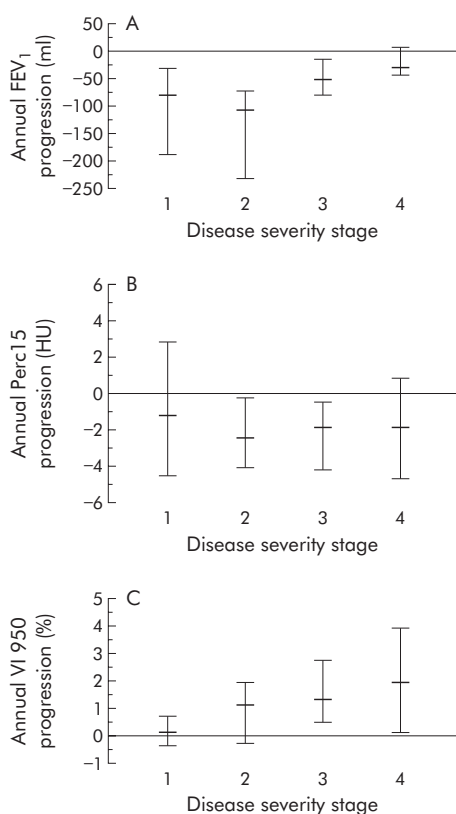 A
Annual FEV₁
progression (ml)
50
0
−50
−100
−150
−200
−250
1 2 3 4
Disease severity stage
B
Annual Perc15
progression (HU)
6
4
2
0
−2
−4
−6
1 2 3 4
Disease severity stage
C
Annual VI 950
progression (%)
5
4
3
2
1
0
−1
1 2 3 4
Disease severity stage